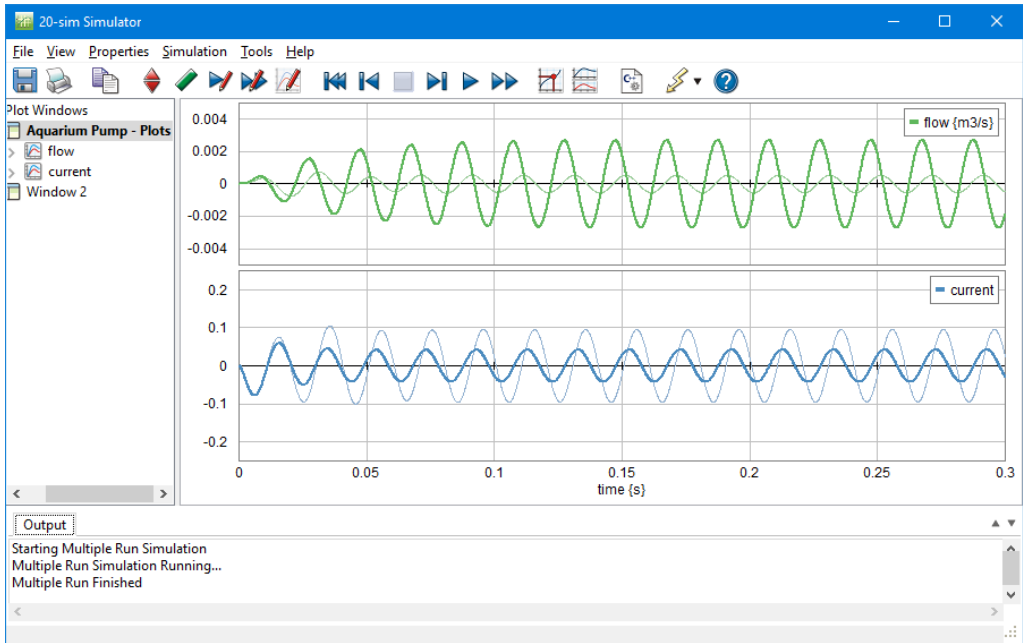 20-sim Simulator
File View Properties Simulation Tools Help
Plot Windows
Aquarium Pump - Plots
flow
current
Window 2
0.004
0.002
0
-0.002
-0.004
flow {m3/s}
0.2
0.1
0
-0.1
-0.2
current
0 0.05 0.1 0.15 0.2 0.25 0.3
time {s}
Output
Starting Multiple Run Simulation
Multiple Run Simulation Running...
Multiple Run Finished